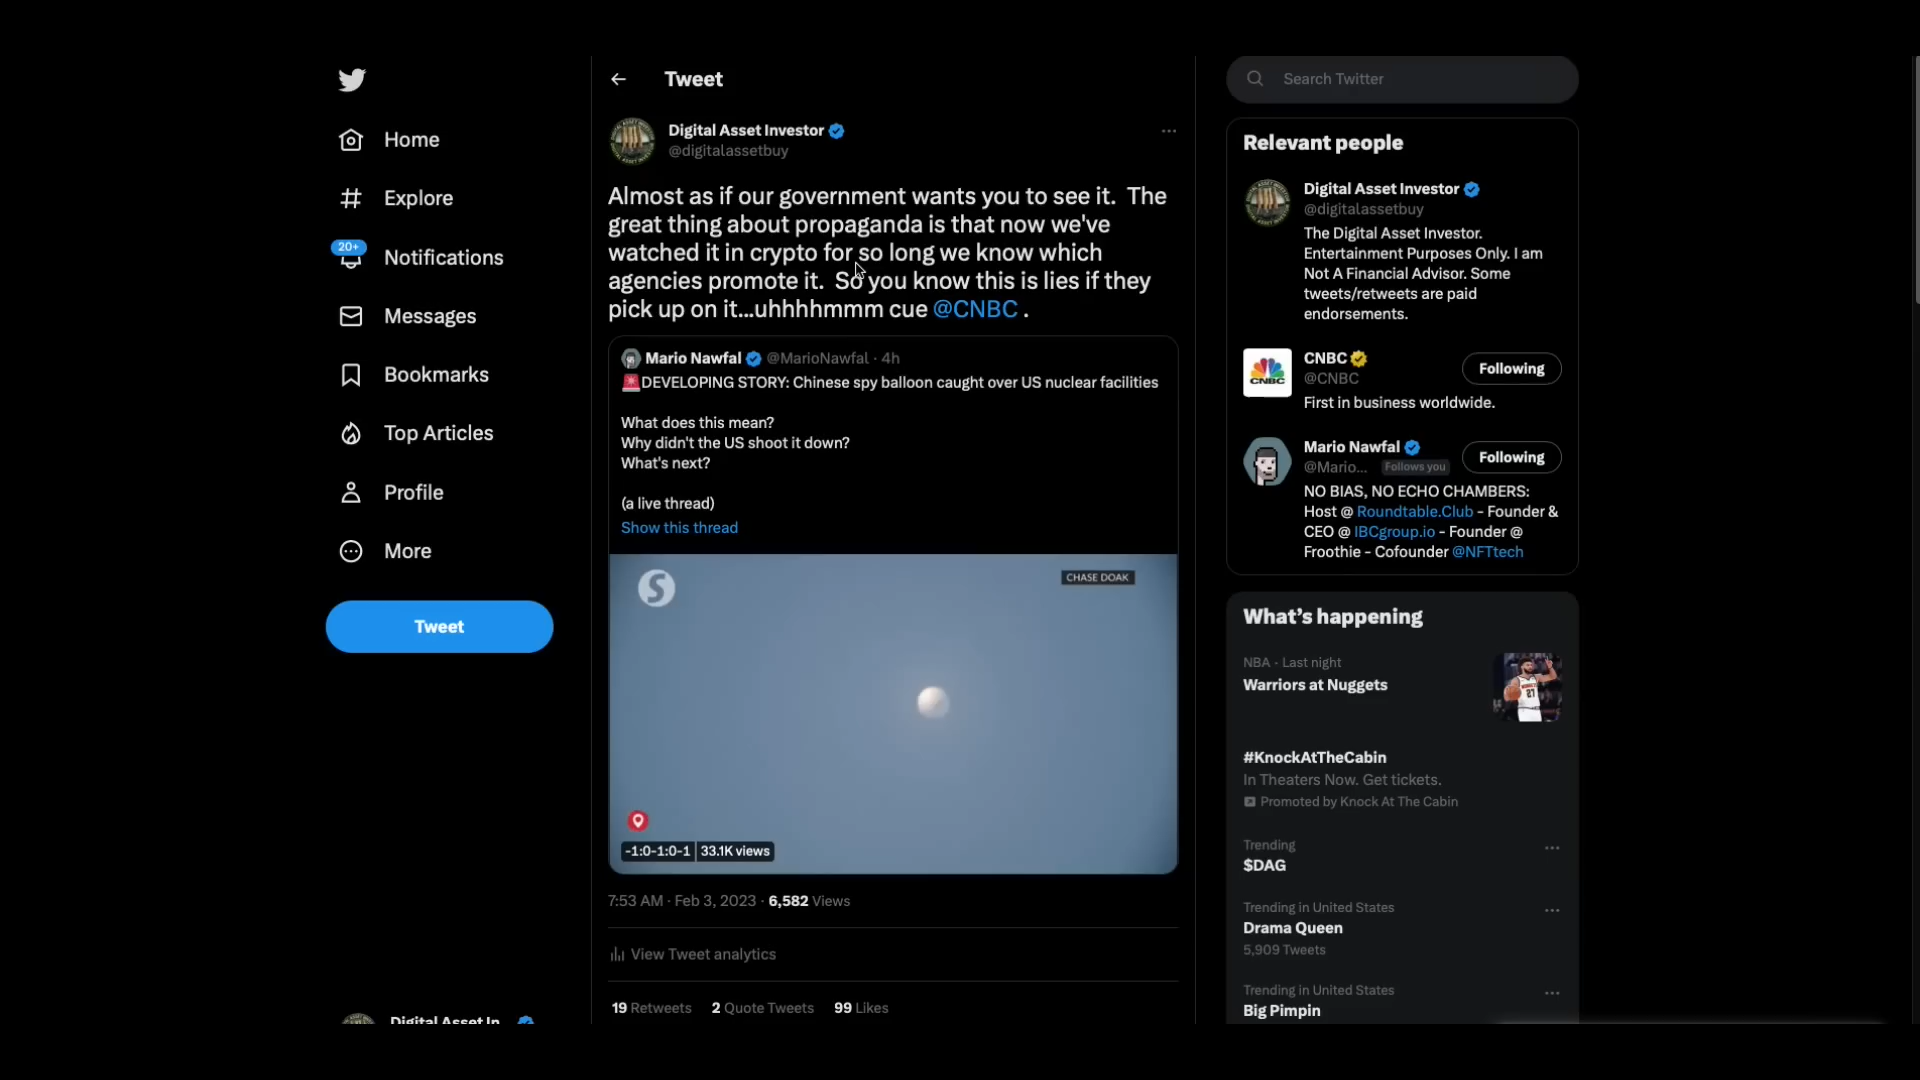 Home
Explore
20+
Notifications
Messages
Bookmarks
Top Articles
Profile
More
Tweet
Digital Asset In
Tweet
Digital Asset Investor
@digitalassetbuy
Almost as if our government wants you to see it.  The
great thing about propaganda is that now we've
watched it in crypto for so long we know which
agencies promote it.  So you know this is lies if they
pick up on it...uhhhhmmm cue @CNBC .
Mario Nawfal @MarioNawfal · 4h
🚨DEVELOPING STORY: Chinese spy balloon caught over US nuclear facilities
What does this mean?
Why didn't the US shoot it down?
What's next?
(a live thread)
Show this thread
S
CHASE DOAK
-1:0-1:0-1 33.1K views
7:53 AM · Feb 3, 2023 · 6,582 Views
View Tweet analytics
19 Retweets 2 Quote Tweets 99 Likes
Search Twitter
Relevant people
Digital Asset Investor
@digitalassetbuy
The Digital Asset Investor.
Entertainment Purposes Only. I am
Not A Financial Advisor. Some
tweets/retweets are paid
endorsements.
CNBC
CNBC
@CNBC
Following
First in business worldwide.
Mario Nawfal
@Mario... Follows you
Following
NO BIAS, NO ECHO CHAMBERS:
Host @ Roundtable.Club - Founder &
CEO @ IBCgroup.io - Founder @
Froothie - Cofounder @NFTtech
What's happening
NBA · Last night
Warriors at Nuggets
27
#KnockAtTheCabin
In Theaters Now. Get tickets.
Promoted by Knock At The Cabin
Trending
$DAG
Trending in United States
Drama Queen
5,909 Tweets
Trending in United States
Big Pimpin